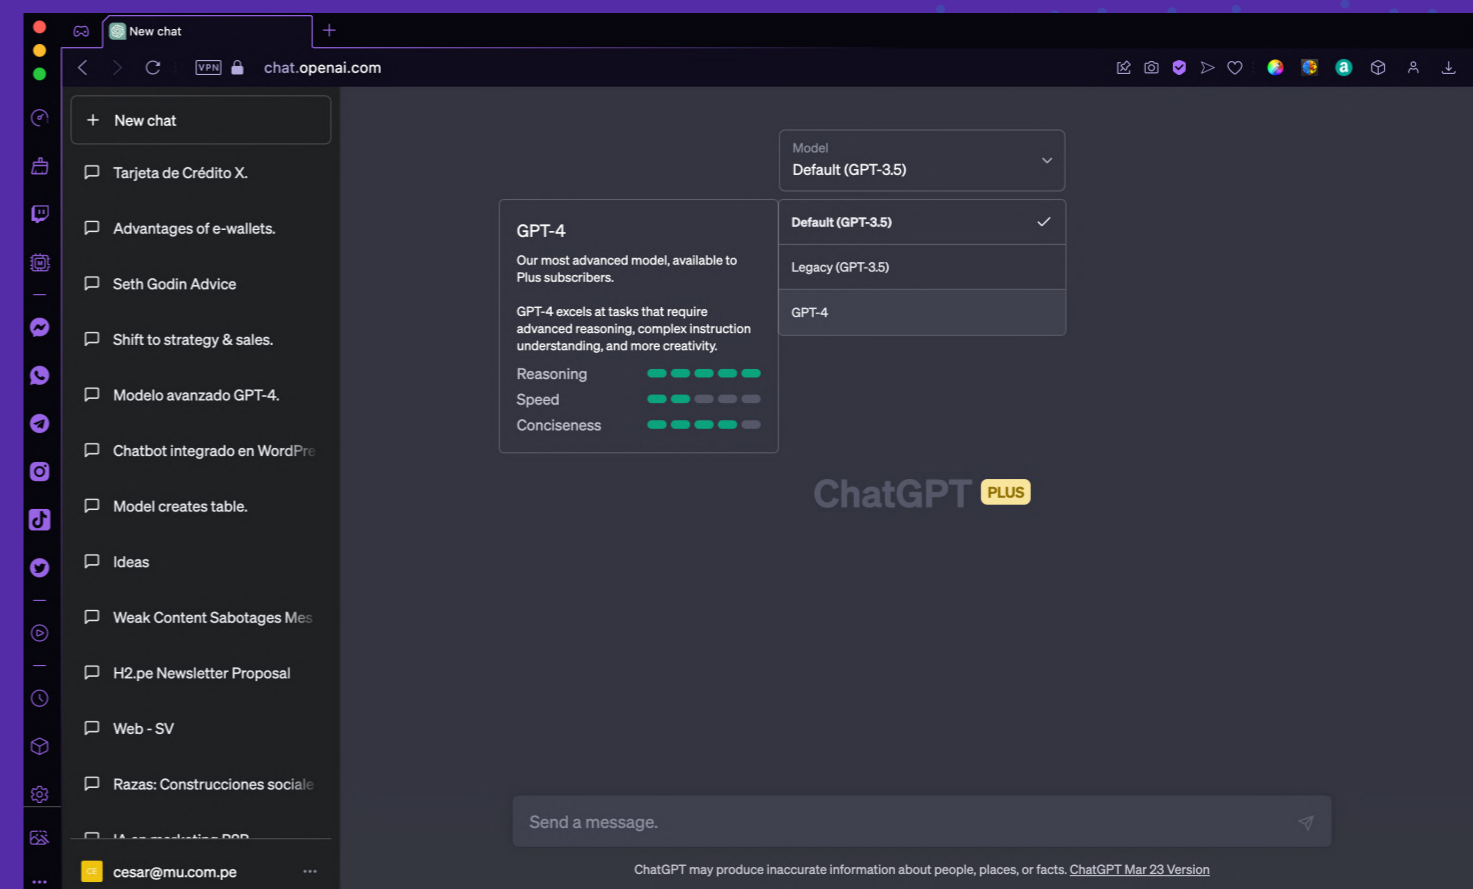 New chat
VPN
chat.openai.com
a
New chat
Tarjeta de Crédito X.
Advantages of e-wallets.
Seth Godin Advice
Shift to strategy & sales.
Modelo avanzado GPT-4.
Chatbot integrado en WordPre
Model creates table.
Ideas
Weak Content Sabotages Mes
H2.pe Newsletter Proposal
Web - SV
Razas: Construcciones sociale
IA en marketing B2B
CE
cesar@mu.com.pe
Model
Default (GPT-3.5)
Default (GPT-3.5)
Legacy (GPT-3.5)
GPT-4
GPT-4
Our most advanced model, available to
Plus subscribers.
GPT-4 excels at tasks that require
advanced reasoning, complex instruction
understanding, and more creativity.
Reasoning
Speed
Conciseness
ChatGPT PLUS
Send a message.
ChatGPT may produce inaccurate information about people, places, or facts. ChatGPT Mar 23 Version